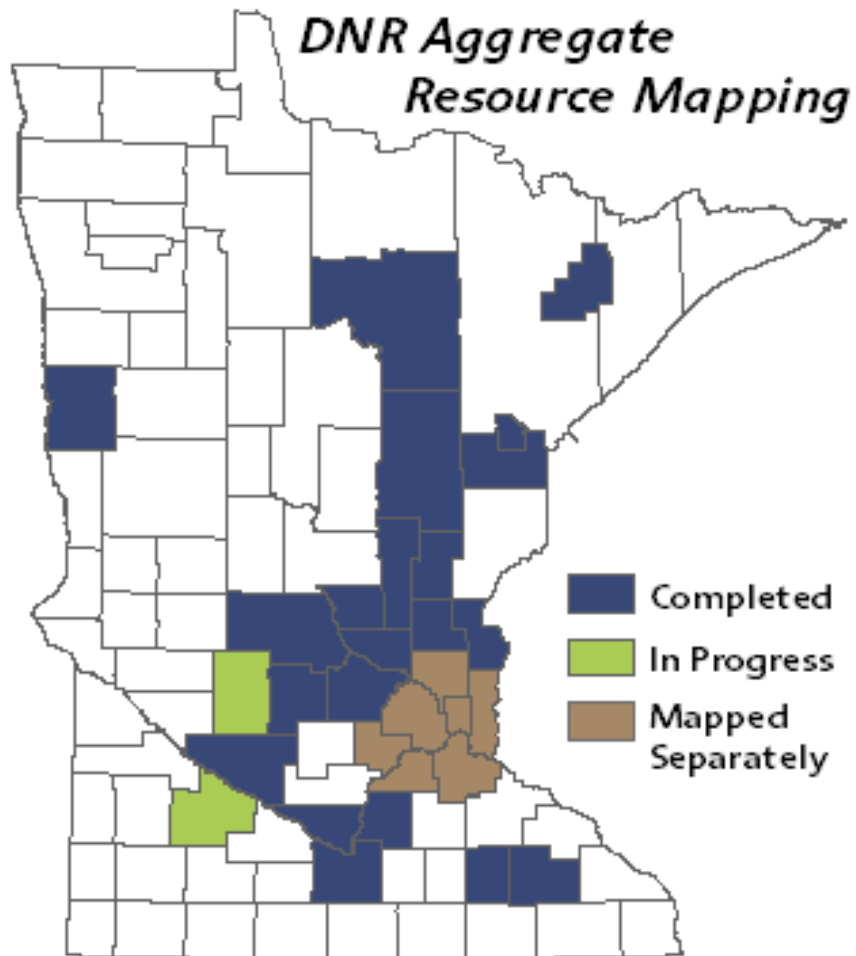 DNR Aggregate
Resource Mapping
Completed
In Progress
Mapped
Separately